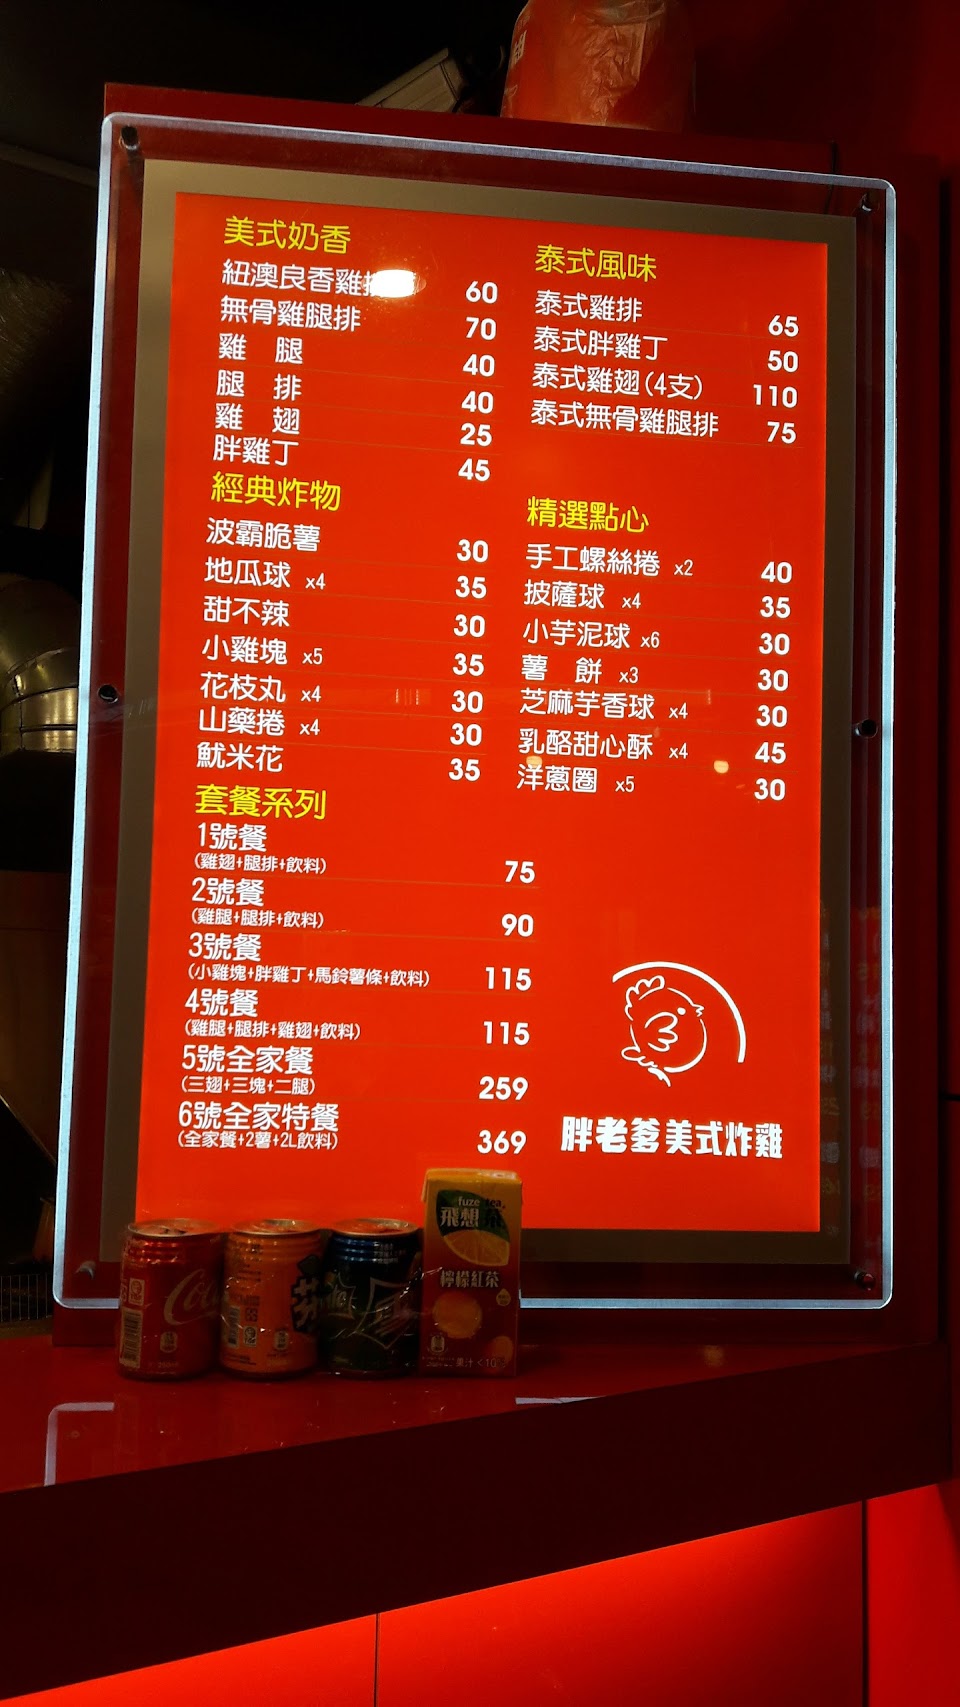 美式奶香
紐澳良香雞 60
無骨雞腿排 70
雞 腿 40
腿 排 40
雞 翅 25
胖雞丁 45
經典炸物
波霸脆薯 30
地瓜球 x4 35
甜不辣 30
小雞塊 x5 35
花枝丸 x4 30
山藥捲 x4 30
魷米花 35
套餐系列
1號餐
(雞翅+腿排+飲料) 75
2號餐
(雞腿+腿排+飲料) 90
3號餐
(小雞塊+胖雞丁+馬鈴薯條+飲料) 115
4號餐
(雞腿+腿排+雞翅+飲料) 115
5號全家餐
(三翅+三塊+二腿) 259
6號全家特餐
(全家餐+2薯+2L飲料) 369
泰式風味
泰式雞排 65
泰式胖雞丁 50
泰式雞翅(4支) 110
泰式無骨雞腿排 75
精選點心
手工螺絲捲 x2 40
披薩球 x4 35
小芋泥球 x6 30
薯 餅 x3 30
芝麻芋香球 x4 30
乳酪甜心酥 x4 45
洋蔥圈 x5 30
胖老爹美式炸雞
fuze tea
飛想茶
檸檬紅茶